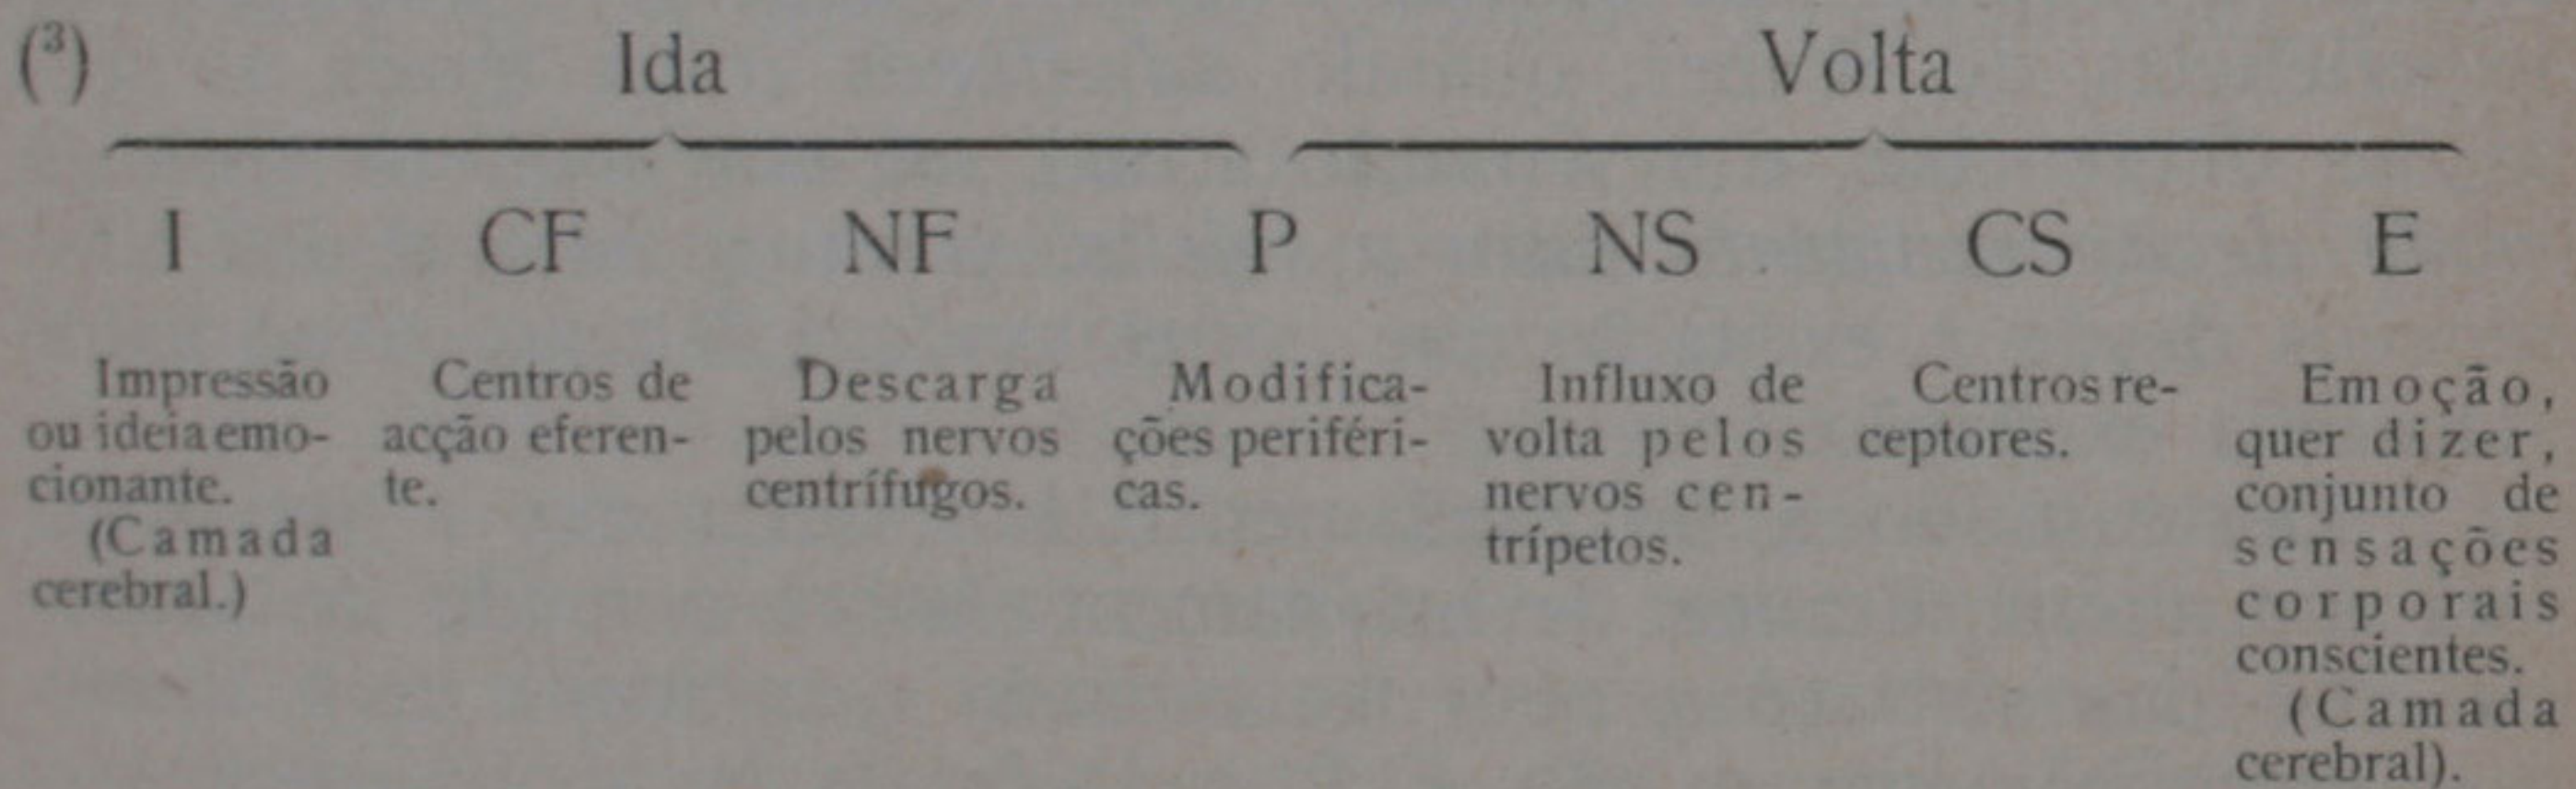 (³) Ida Volta
I CF NF P NS CS E
Impressão
ou ideia emo-
cionante.
(Camada
cerebral.)
Centros de
acção eferen-
te.
Descarga
pelos nervos
centrífugos.
Modifica-
ções periféri-
cas.
Influxo de
volta pelos
nervos cen-
trípetos.
Centros re-
ceptores.
Emoção,
quer dizer,
conjunto de
sensações
corporais
conscientes.
(Camada
cerebral).